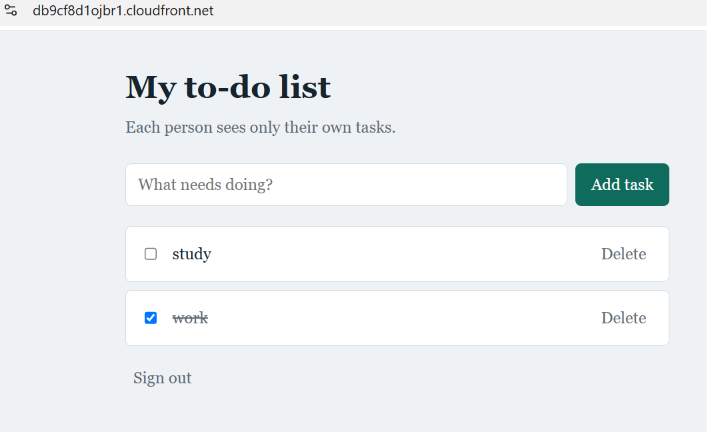 db9cf8d1ojbr1.cloudfront.net
My to-do list
Each person sees only their own tasks.
What needs doing? Add task
study Delete
work Delete
Sign out